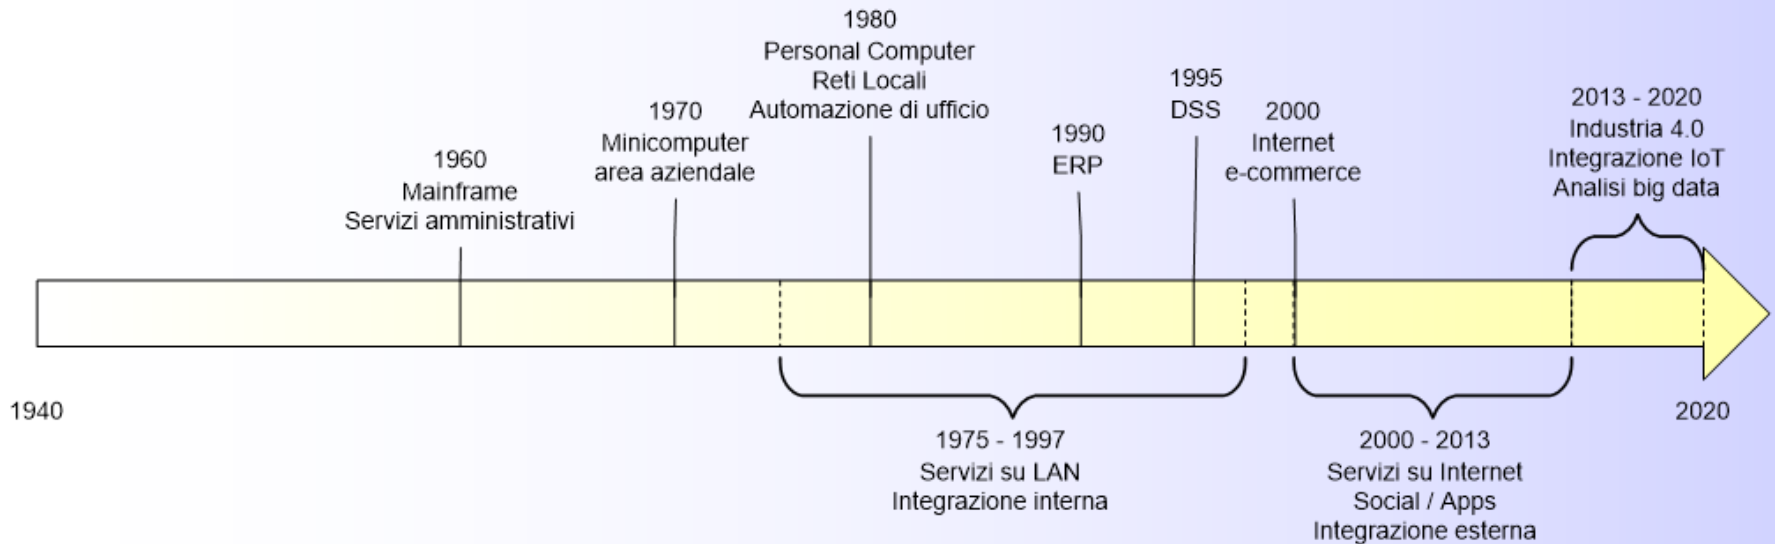 1960
Mainframe
Servizi amministrativi
1970
Minicomputer
area aziendale
1980
Personal Computer
Reti Locali
Automazione di ufficio
1990
ERP
1995
DSS
2000
Internet
e-commerce
2013 - 2020
Industria 4.0
Integrazione IoT
Analisi big data
1940
2020
1975 - 1997
Servizi su LAN
Integrazione interna
2000 - 2013
Servizi su Internet
Social / Apps
Integrazione esterna